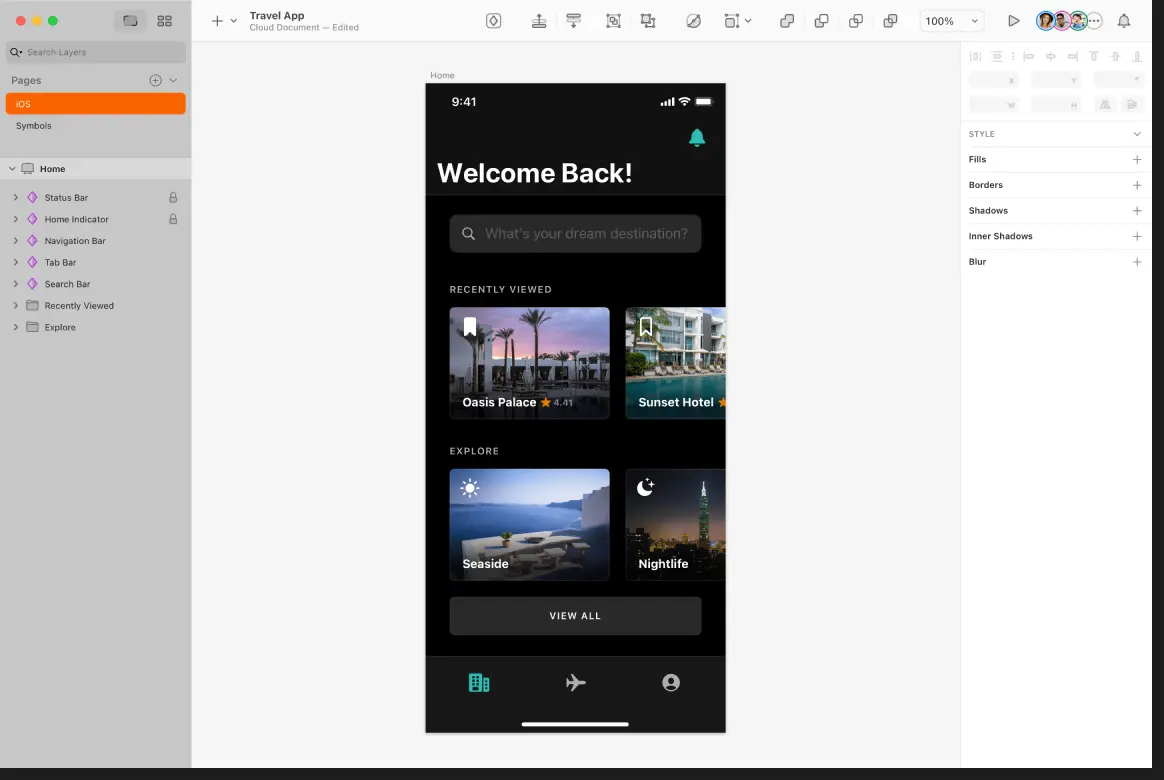 Travel App
Cloud Document — Edited
100%
Search Layers
Pages
iOS
Symbols
Home
Status Bar
Home Indicator
Navigation Bar
Tab Bar
Search Bar
Recently Viewed
Explore
Home
9:41
Welcome Back!
What's your dream destination?
RECENTLY VIEWED
Oasis Palace ★ 4.41
Sunset Hotel ★
EXPLORE
Seaside
Nightlife
VIEW ALL
X Y °
W H
STYLE
Fills
Borders
Shadows
Inner Shadows
Blur